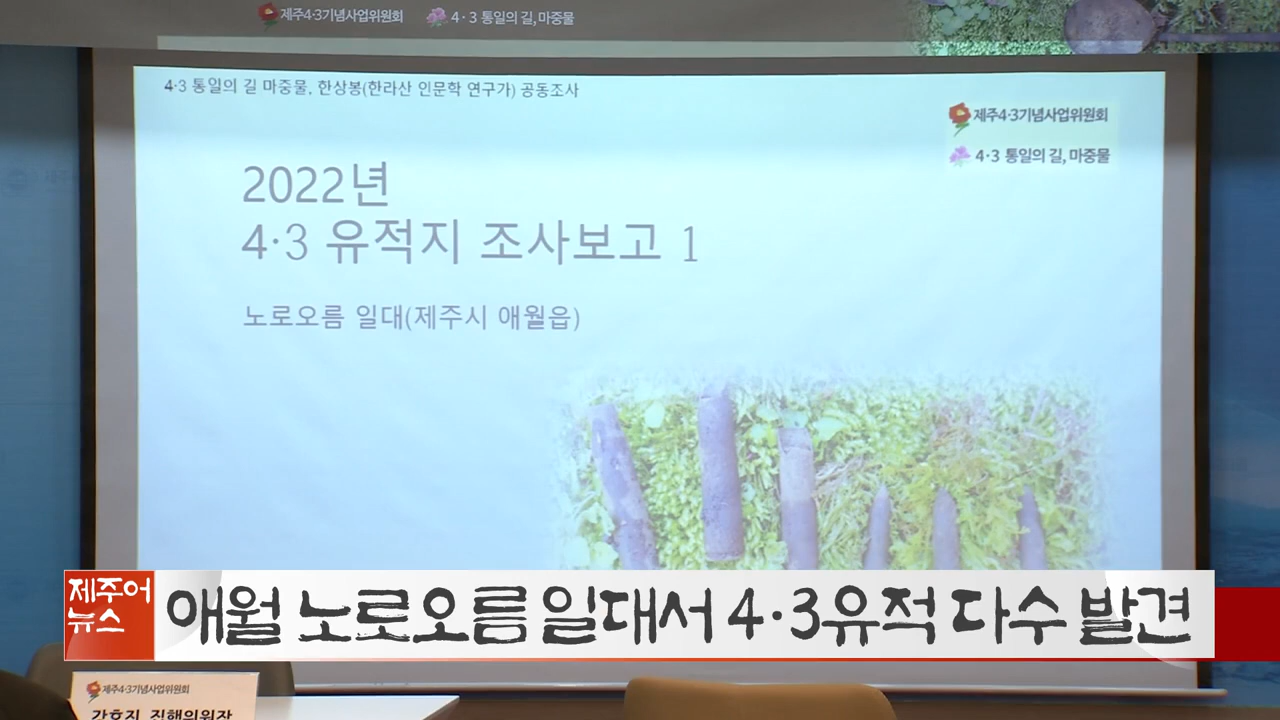 제주4·3기념사업위원회
4·3 통일의 길, 마중물
4·3 통일의 길 마중물, 한상봉(한라산 인문학 연구가) 공동조사
제주4·3기념사업위원회
4·3 통일의 길, 마중물
2022년
4·3 유적지 조사보고 1
노로오름 일대(제주시 애월읍)
제주어
뉴스
애월 노로오름 일대서 4·3유적 다수 발견
제주4·3기념사업위원회
집행위원장